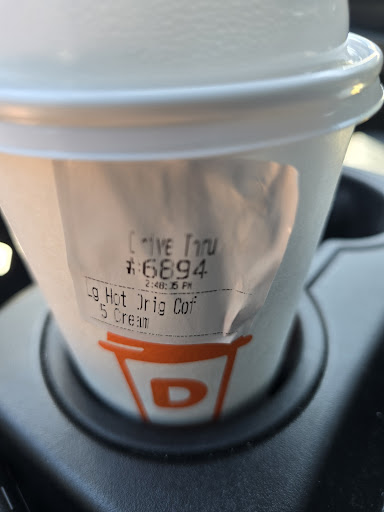 Drive Thru
#6894
2:48:35 PM
Lg Hot Orig Cof
5 Cream
D